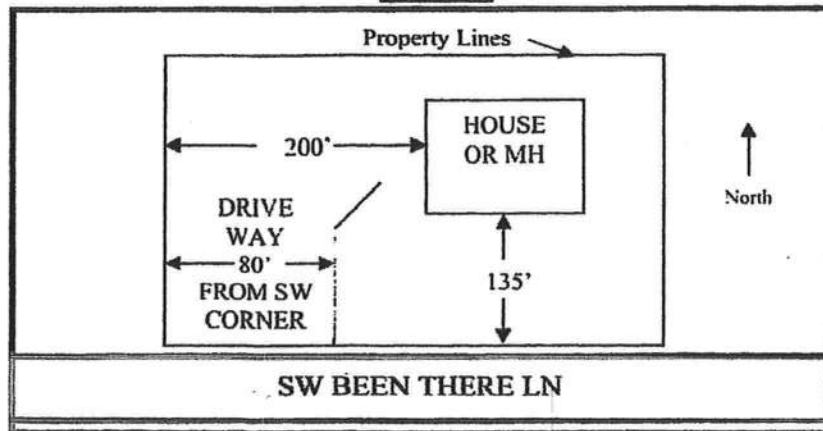 Property Lines
HOUSE
OR MH
200'
North
DRIVE
WAY
80'
FROM SW
CORNER
135'
SW BEEN THERE LN